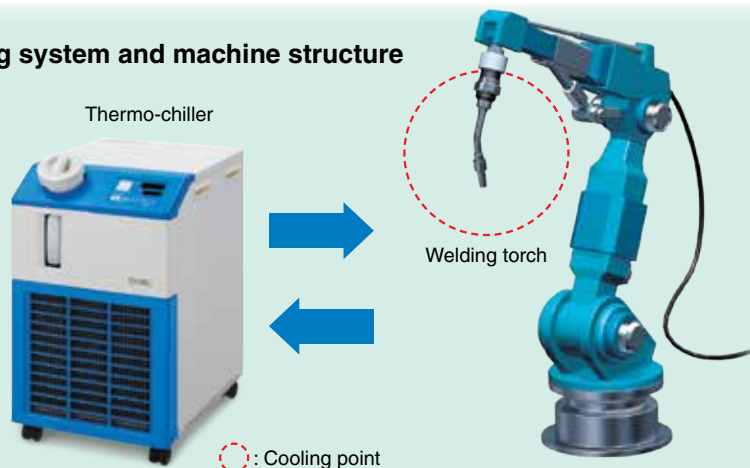 g system and machine structure
Thermo-chiller
Welding torch
: Cooling point